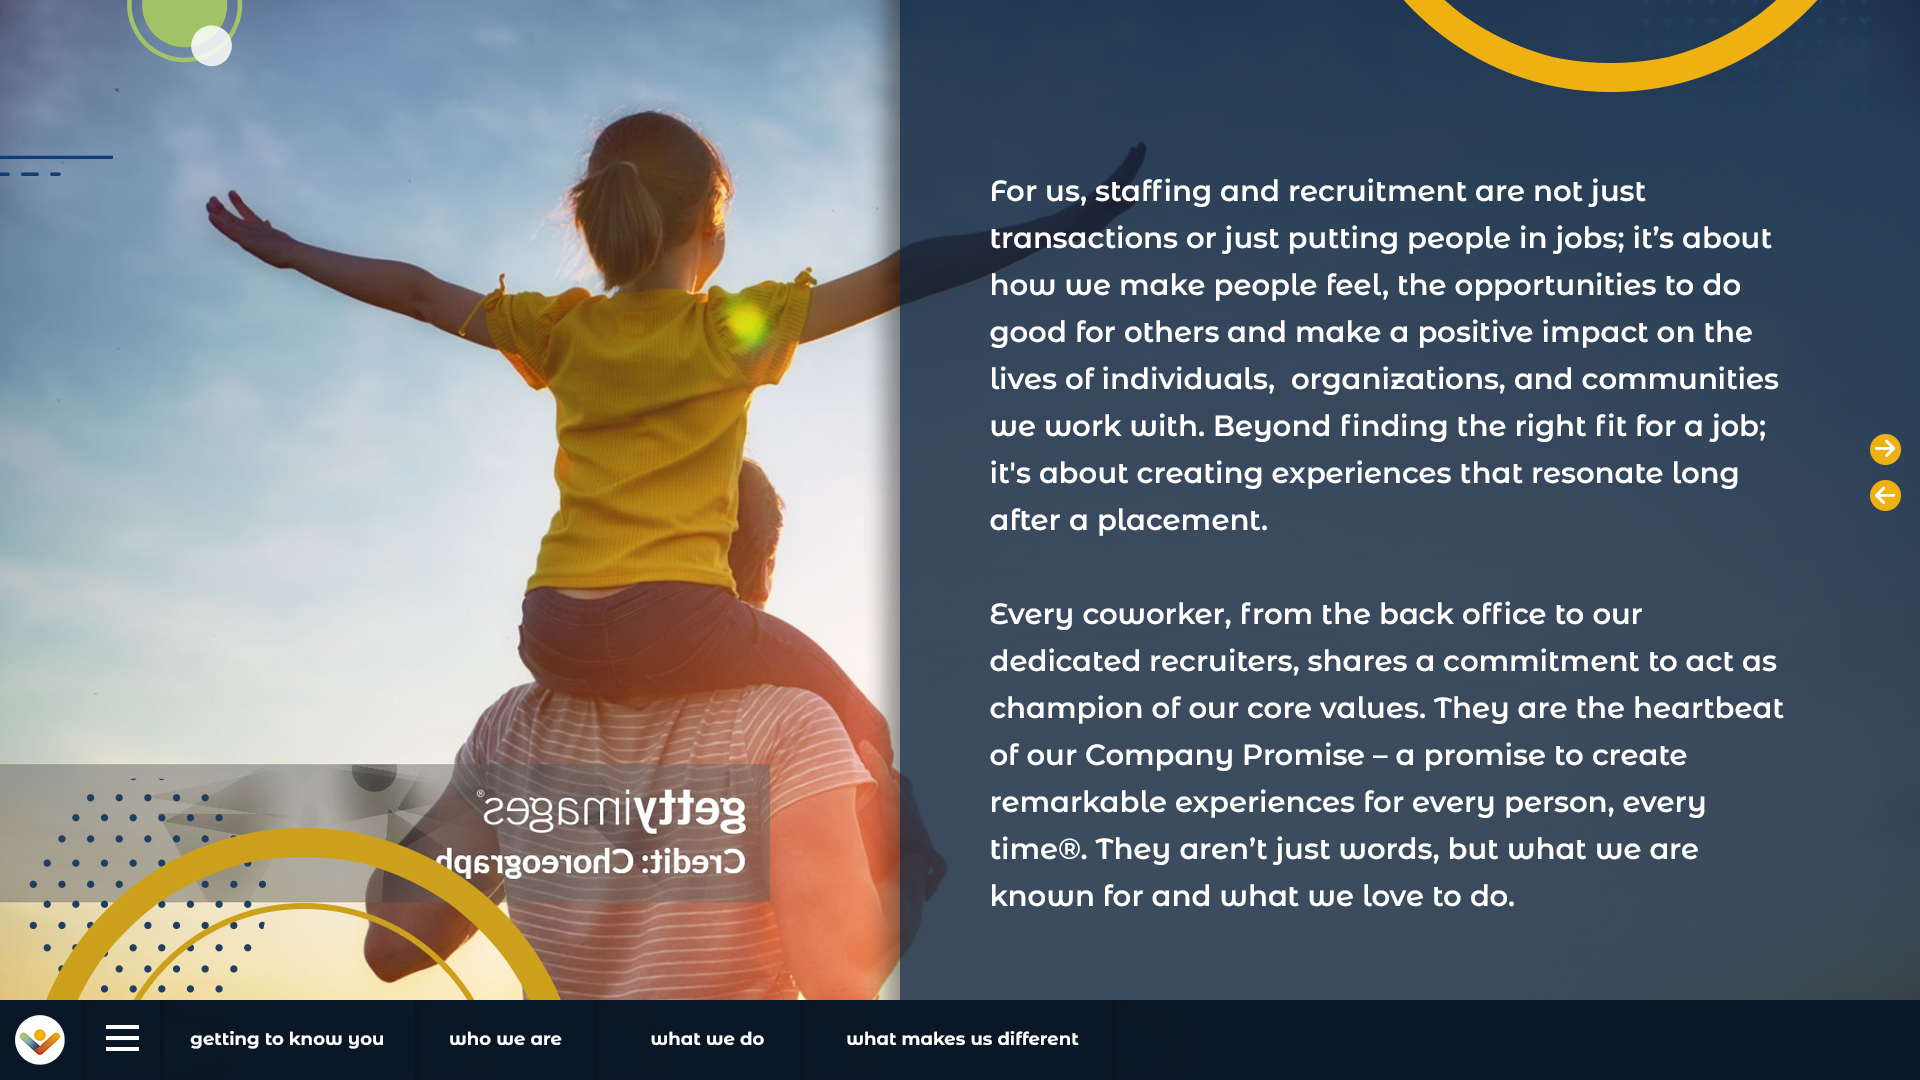 For us, staffing and recruitment are not just
transactions or just putting people in jobs; it’s about
how we make people feel, the opportunities to do
good for others and make a positive impact on the
lives of individuals,  organizations, and communities
we work with. Beyond finding the right fit for a job;
it's about creating experiences that resonate long
after a placement.
Every coworker, from the back office to our
dedicated recruiters, shares a commitment to act as
champion of our core values. They are the heartbeat
of our Company Promise – a promise to create
remarkable experiences for every person, every
time®. They aren’t just words, but what we are
known for and what we love to do.
gettyimages®
Credit: Choreograph
getting to know you
who we are
what we do
what makes us different